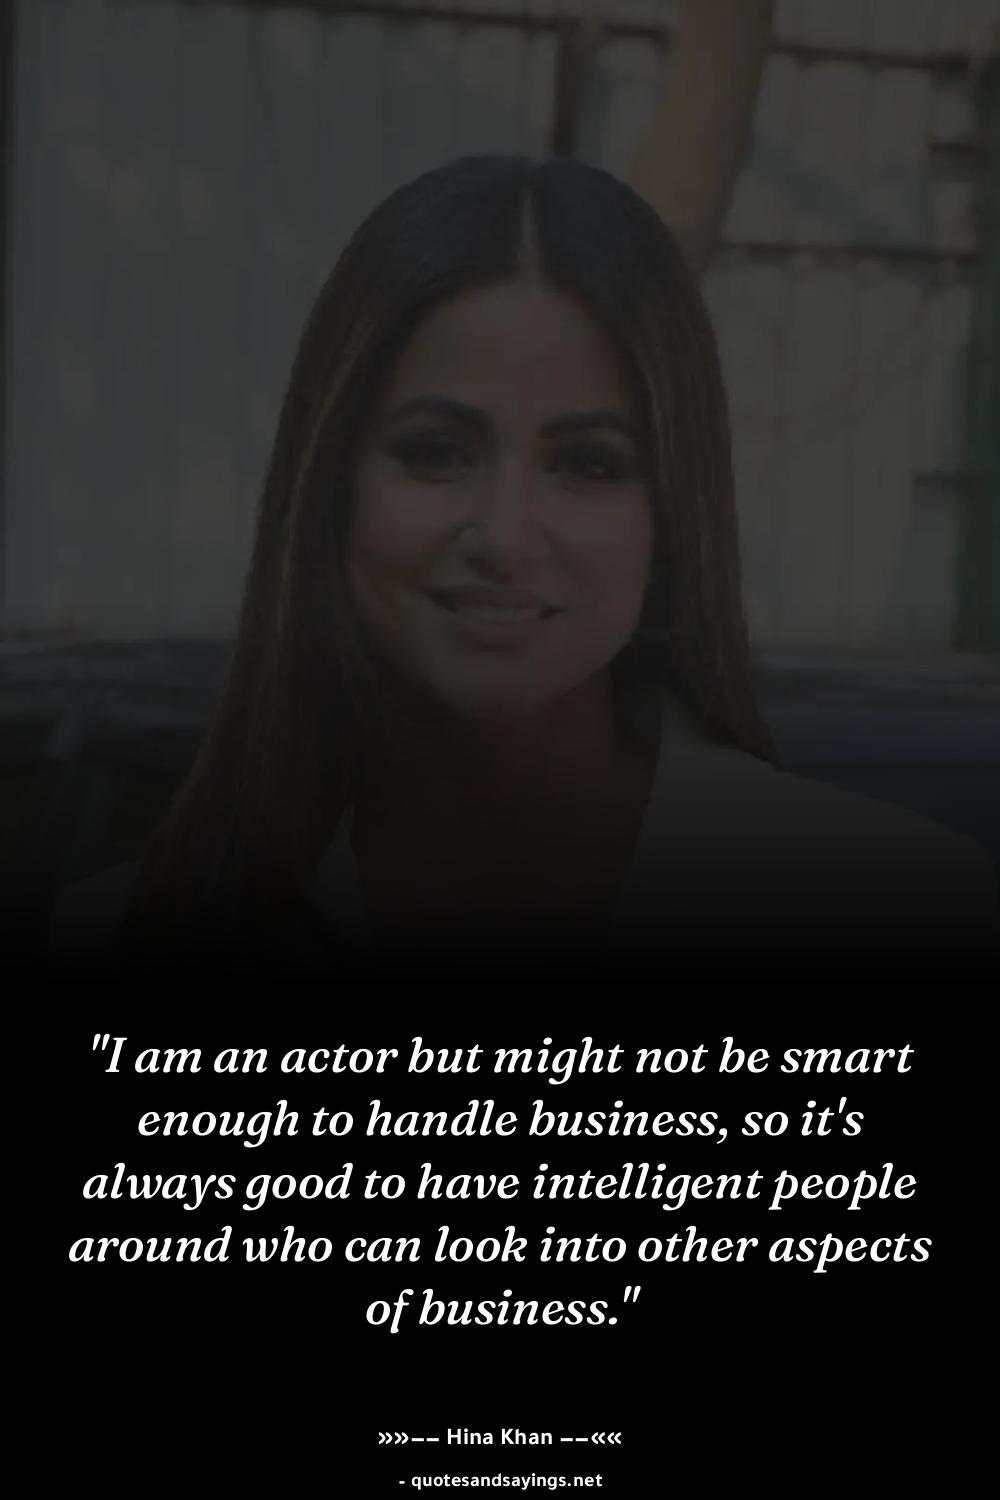 "I am an actor but might not be smart
enough to handle business, so it's
always good to have intelligent people
around who can look into other aspects
of business."
»»–– Hina Khan ––««
- quotesandsayings.net